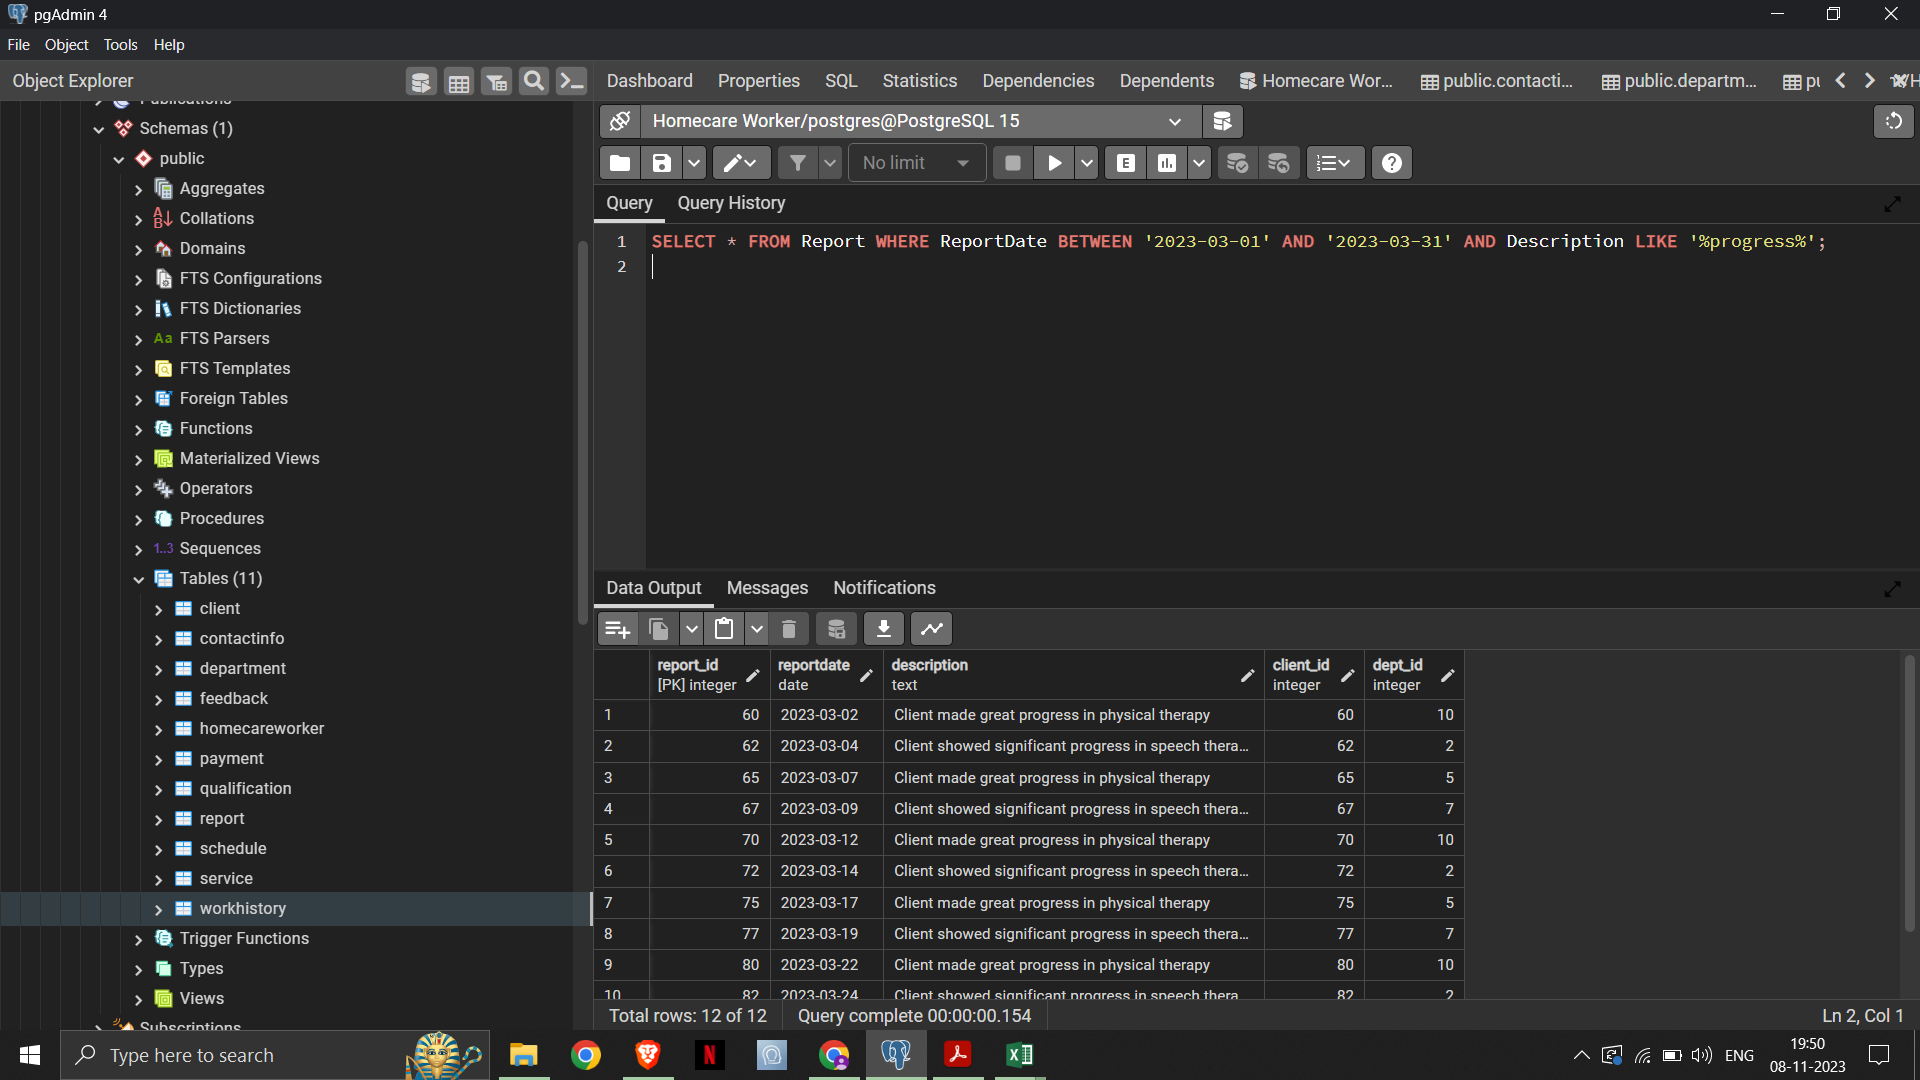 pgAdmin 4
File Object Tools Help
Object Explorer
Dashboard Properties SQL Statistics Dependencies Dependents Homecare Wor... public.contacti... public.departm...
Homecare Worker/postgres@PostgreSQL 15
No limit
E
Query Query History
1 SELECT * FROM Report WHERE ReportDate BETWEEN '2023-03-01' AND '2023-03-31' AND Description LIKE '%progress%';
2
Publications
Schemas (1)
public
Aggregates
Collations
Domains
FTS Configurations
FTS Dictionaries
Aa FTS Parsers
FTS Templates
Foreign Tables
Functions
Materialized Views
Operators
Procedures
1..3 Sequences
Tables (11)
client
contactinfo
department
feedback
homecareworker
payment
qualification
report
schedule
service
workhistory
Trigger Functions
Types
Views
Subscriptions
Data Output Messages Notifications
report_id reportdate description client_id dept_id
[PK] integer date text integer integer
1 60 2023-03-02 Client made great progress in physical therapy 60 10
2 62 2023-03-04 Client showed significant progress in speech thera... 62 2
3 65 2023-03-07 Client made great progress in physical therapy 65 5
4 67 2023-03-09 Client showed significant progress in speech thera... 67 7
5 70 2023-03-12 Client made great progress in physical therapy 70 10
6 72 2023-03-14 Client showed significant progress in speech thera... 72 2
7 75 2023-03-17 Client made great progress in physical therapy 75 5
8 77 2023-03-19 Client showed significant progress in speech thera... 77 7
9 80 2023-03-22 Client made great progress in physical therapy 80 10
10 82 2023-03-24 Client showed significant progress in speech thera... 82 2
Total rows: 12 of 12 Query complete 00:00:00.154 Ln 2, Col 1
Type here to search
ENG
19:50
08-11-2023